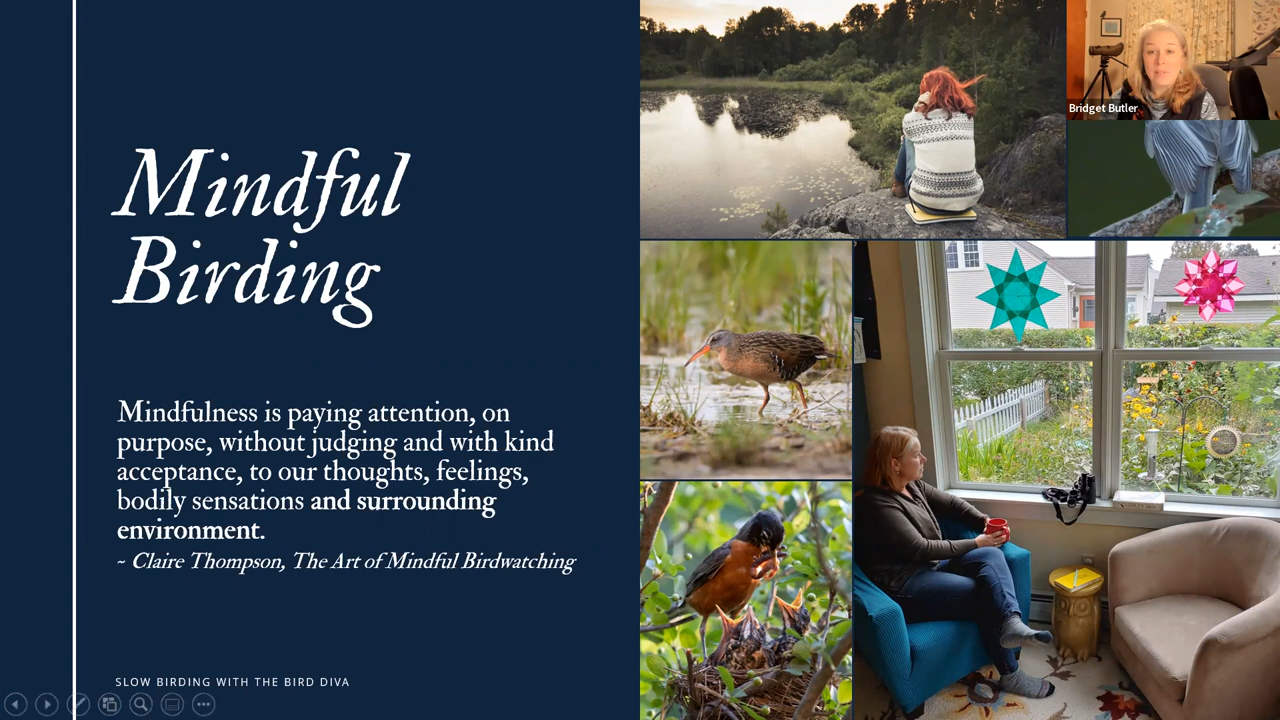 Mindful
Birding
Mindfulness is paying attention, on
purpose, without judging and with kind
acceptance, to our thoughts, feelings,
bodily sensations and surrounding
environment.
~ Claire Thompson, The Art of Mindful Birdwatching
SLOW BIRDING WITH THE BIRD DIVA
Bridget Butler